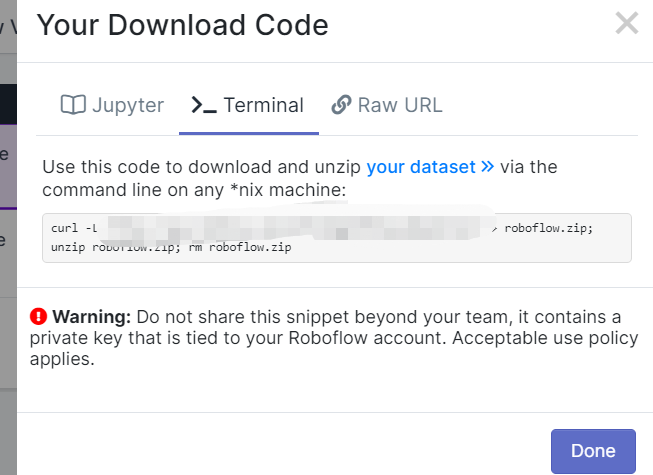 Your Download Code
Jupyter
Terminal
Raw URL
Use this code to download and unzip your dataset » via the
command line on any *nix machine:
curl -L > roboflow.zip;
unzip roboflow.zip; rm roboflow.zip
Warning: Do not share this snippet beyond your team, it contains a
private key that is tied to your Roboflow account. Acceptable use policy
applies.
Done